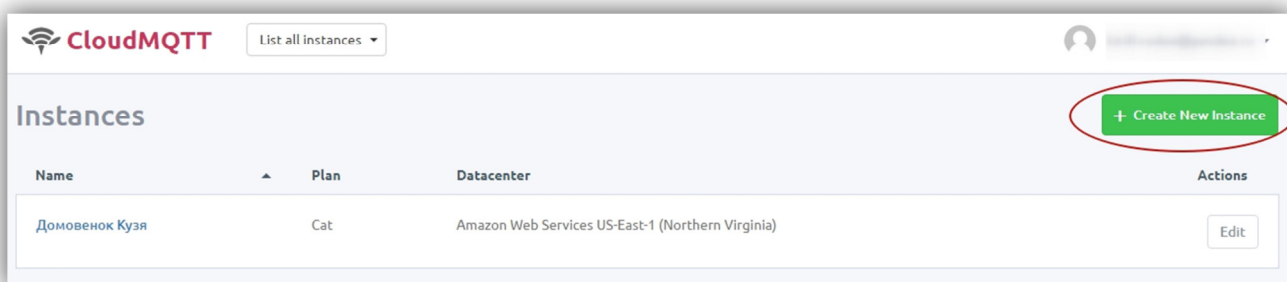 CloudMQTT List all instances
Instances
+ Create New Instance
Name Plan Datacenter Actions
Домовенок Кузя Cat Amazon Web Services US-East-1 (Northern Virginia) Edit